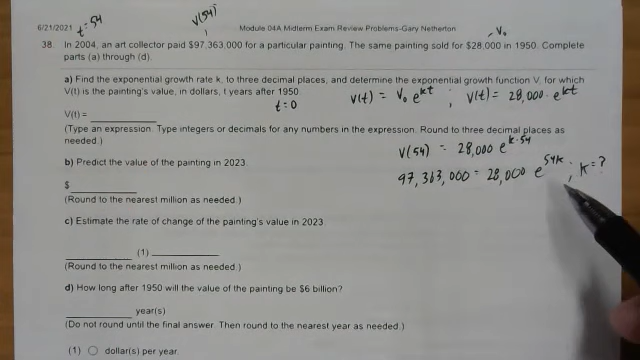 V(54)
6/21/2021 t=54 Module 04A Midterm Exam Review Problems-Gary Netherton V₀
38. In 2004, an art collector paid $97,363,000 for a particular painting. The same painting sold for $28,000 in 1950. Complete
parts (a) through (d).
a) Find the exponential growth rate k, to three decimal places, and determine the exponential growth function V, for which
V(t) is the painting's value, in dollars, t years after 1950.
t=0 V(t) = V₀ e^{kt} ; V(t) = 28,000 · e^{kt}
V(t) =
(Type an expression. Type integers or decimals for any numbers in the expression. Round to three decimal places as
needed.)
V(54) = 28,000 e^{k·54}
b) Predict the value of the painting in 2023.
97,363,000 = 28,000 e^{54k} ; k=?
$
(Round to the nearest million as needed.)
c) Estimate the rate of change of the painting's value in 2023.
(1)
(Round to the nearest million as needed.)
d) How long after 1950 will the value of the painting be $6 billion?
year(s)
(Do not round until the final answer. Then round to the nearest year as needed.)
(1) ○ dollar(s) per year.